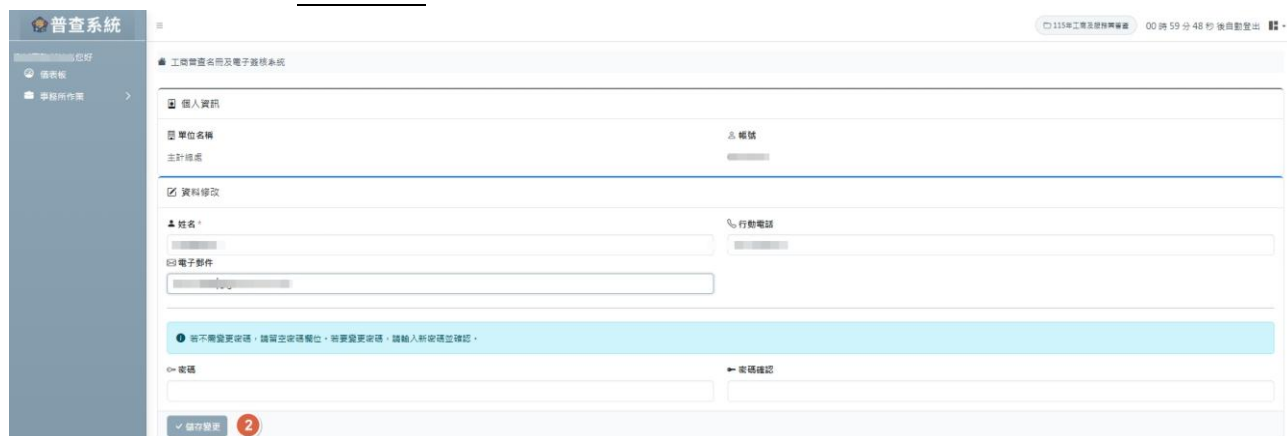 普查系統
115年工商及服務業普查
00 時 59 分 48 秒 後自動登出
您好
儀表板
事務所作業
工商普查名冊及電子簽核系統
個人資訊
單位名稱
帳號
主計總處
資料修改
姓名*
行動電話
電子郵件
若不需變更密碼,請留空密碼欄位。若要變更密碼,請輸入新密碼並確認。
密碼
密碼確認
儲存變更
2